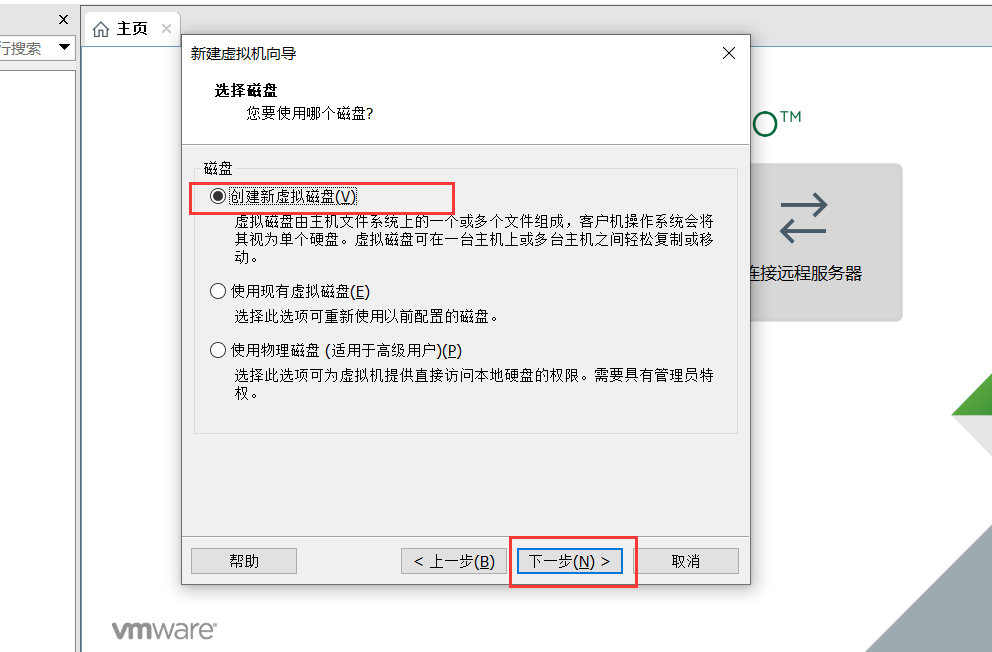 主页
行搜索
新建虚拟机向导
选择磁盘
您要使用哪个磁盘?
O™
磁盘
创建新虚拟磁盘(V)
虚拟磁盘由主机文件系统上的一个或多个文件组成，客户机操作系统会将
其视为单个硬盘。虚拟磁盘可在一台主机上或多台主机之间轻松复制或移
动。
使用现有虚拟磁盘(E)
选择此选项可重新使用以前配置的磁盘。
使用物理磁盘 (适用于高级用户)(P)
选择此选项可为虚拟机提供直接访问本地硬盘的权限。需要具有管理员特
权。
连接远程服务器
帮助
< 上一步(B)
下一步(N) >
取消
vmware®